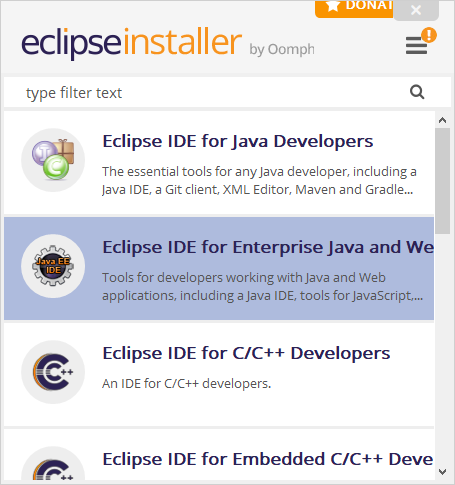 DONAT
eclipseinstaller by Oomph
!
type filter text
Eclipse IDE for Java Developers
The essential tools for any Java developer, including a
Java IDE, a Git client, XML Editor, Maven and Gradle...
Java EE
IDE
Eclipse IDE for Enterprise Java and We
Tools for developers working with Java and Web
applications, including a Java IDE, tools for JavaScript,...
C++
Eclipse IDE for C/C++ Developers
An IDE for C/C++ developers.
C++
Eclipse IDE for Embedded C/C++ Deve